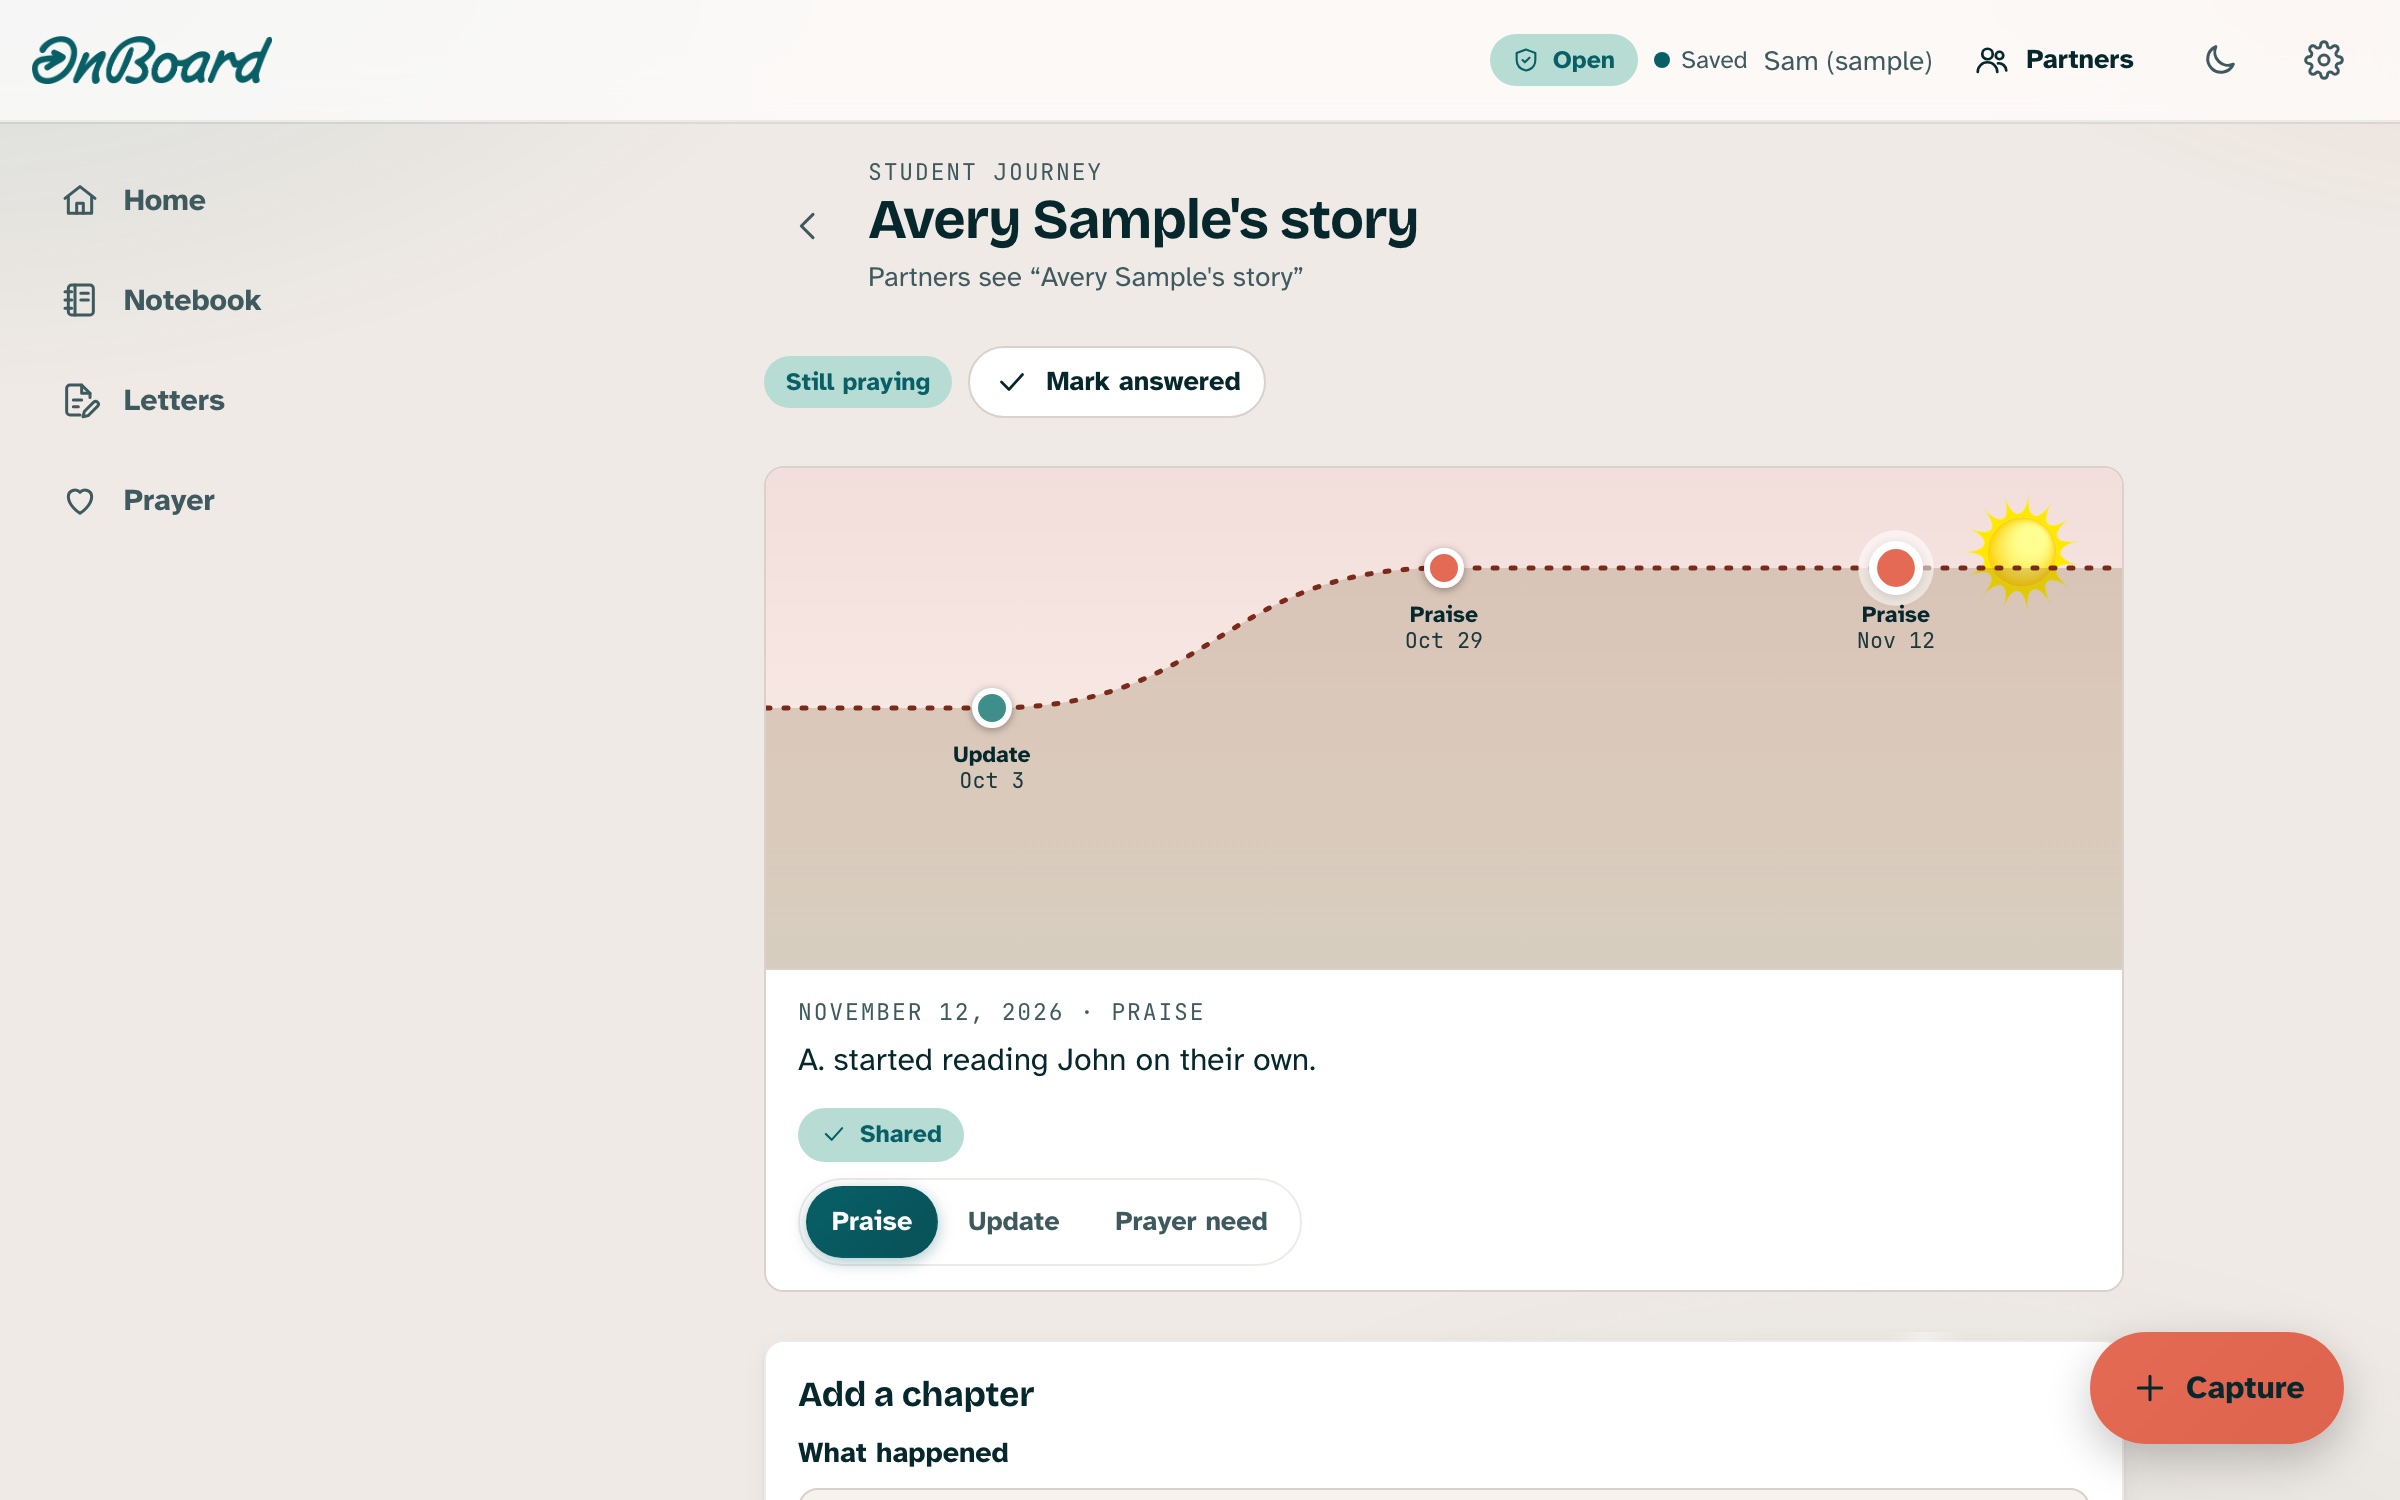 OnBoard
Open
Saved
Sam (sample)
Partners
Home
Notebook
Letters
Prayer
STUDENT JOURNEY
Avery Sample's story
Partners see “Avery Sample's story”
Still praying
Mark answered
Update
Oct 3
Praise
Oct 29
Praise
Nov 12
NOVEMBER 12, 2026 · PRAISE
A. started reading John on their own.
Shared
Praise Update Prayer need
Add a chapter
What happened
Capture